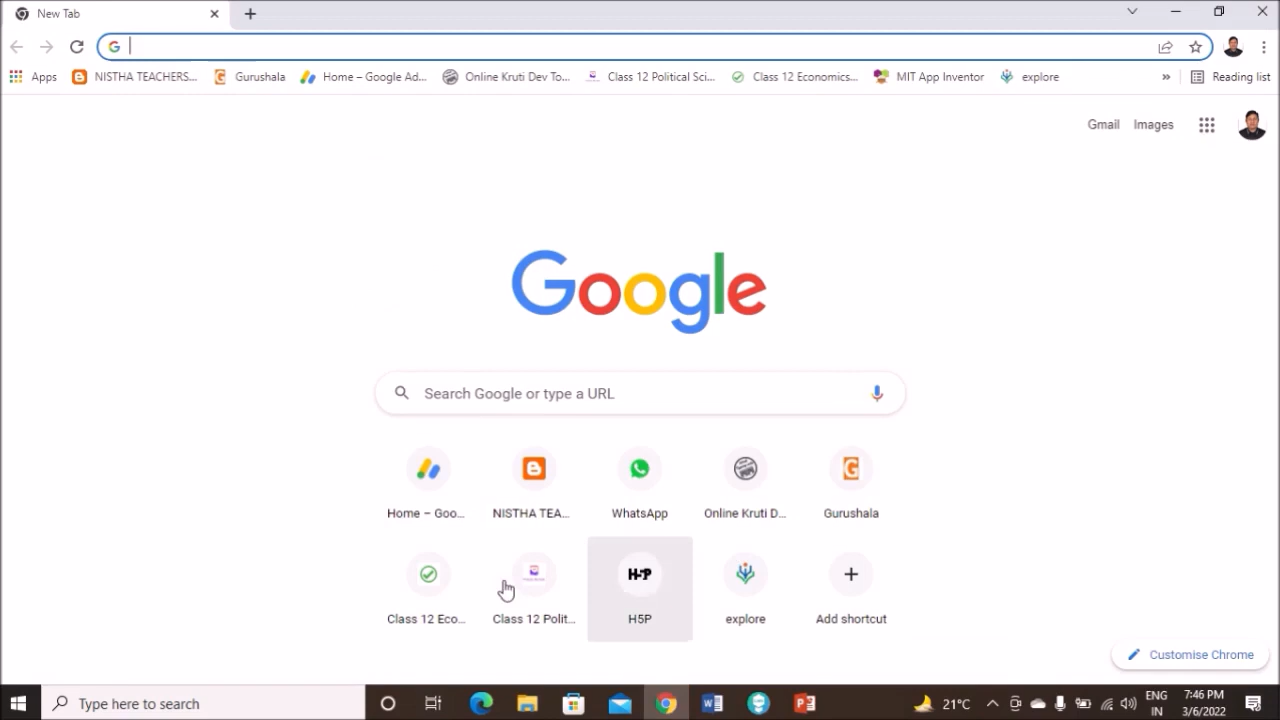 New Tab
Apps NISTHA TEACHERS... Gurushala Home – Google Ad... Online Kruti Dev To... Class 12 Political Sci... Class 12 Economics... MIT App Inventor explore » Reading list
Gmail Images
Google
Search Google or type a URL
Home – Goo... NISTHA TEA... WhatsApp Online Kruti D... Gurushala
H-P
Class 12 Eco... Class 12 Polit... H5P explore Add shortcut
Customise Chrome
Type here to search 21°C ENG 7:46 PM
IN 3/6/2022